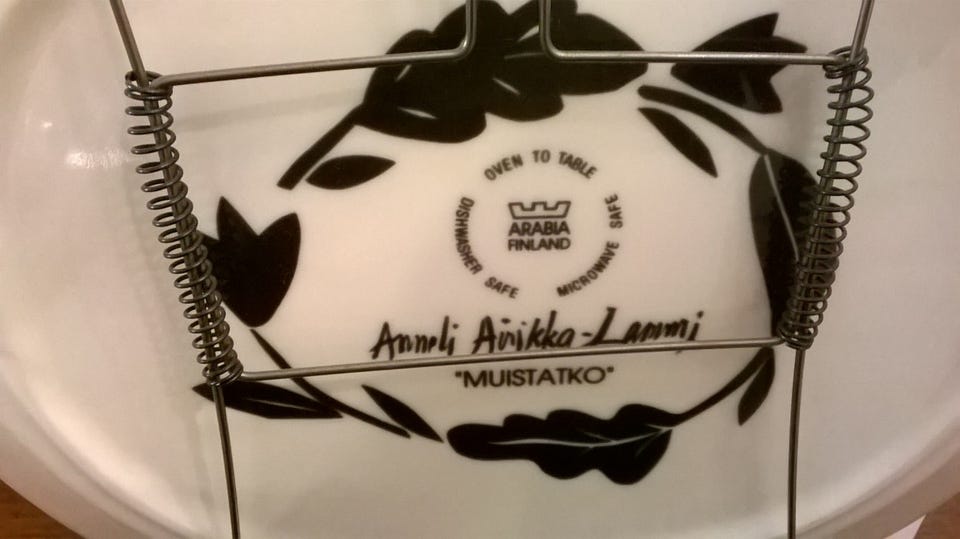 OVEN TO TABLE
ARABIA
FINLAND
DISHWASHER SAFE
MICROWAVE SAFE
Anneli Airikka-Lammi
"MUISTATKO"